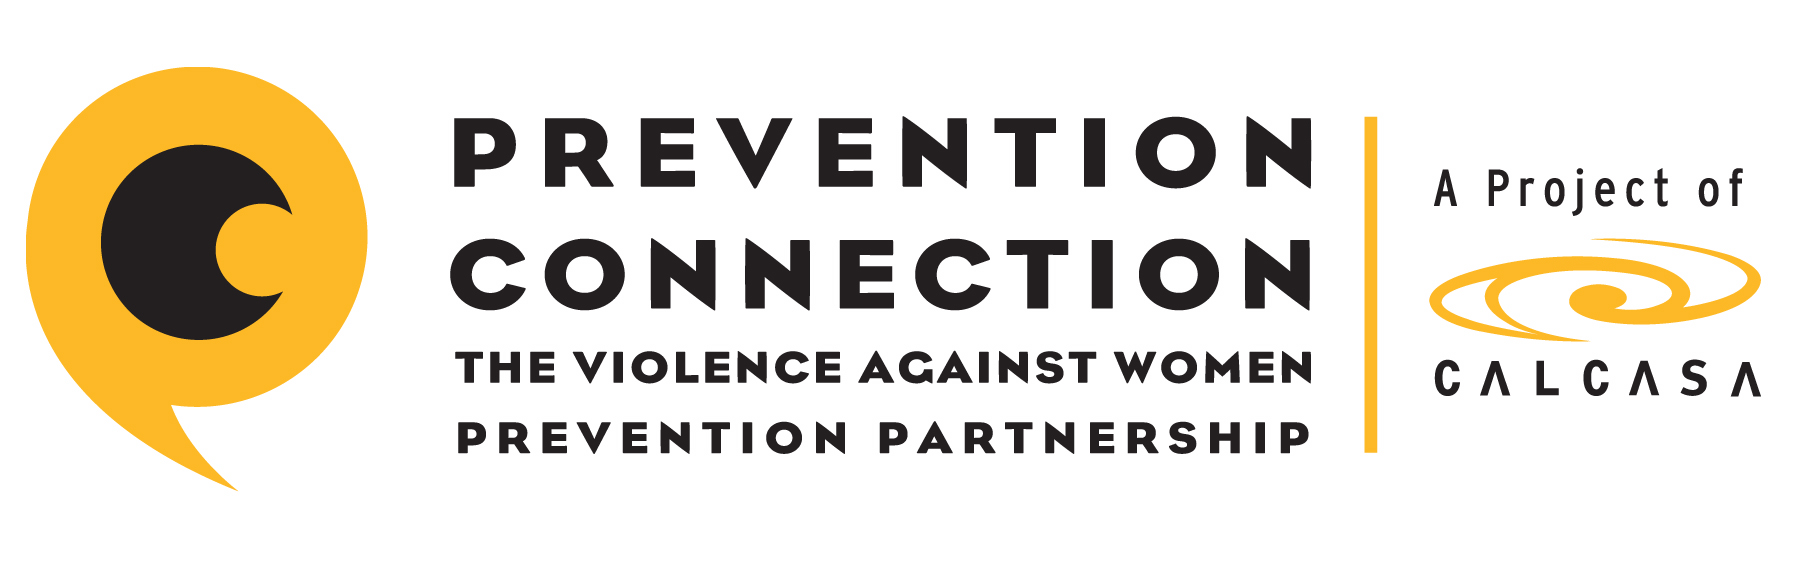 PREVENTION
CONNECTION
THE VIOLENCE AGAINST WOMEN
PREVENTION PARTNERSHIP
A Project of
CALCASA